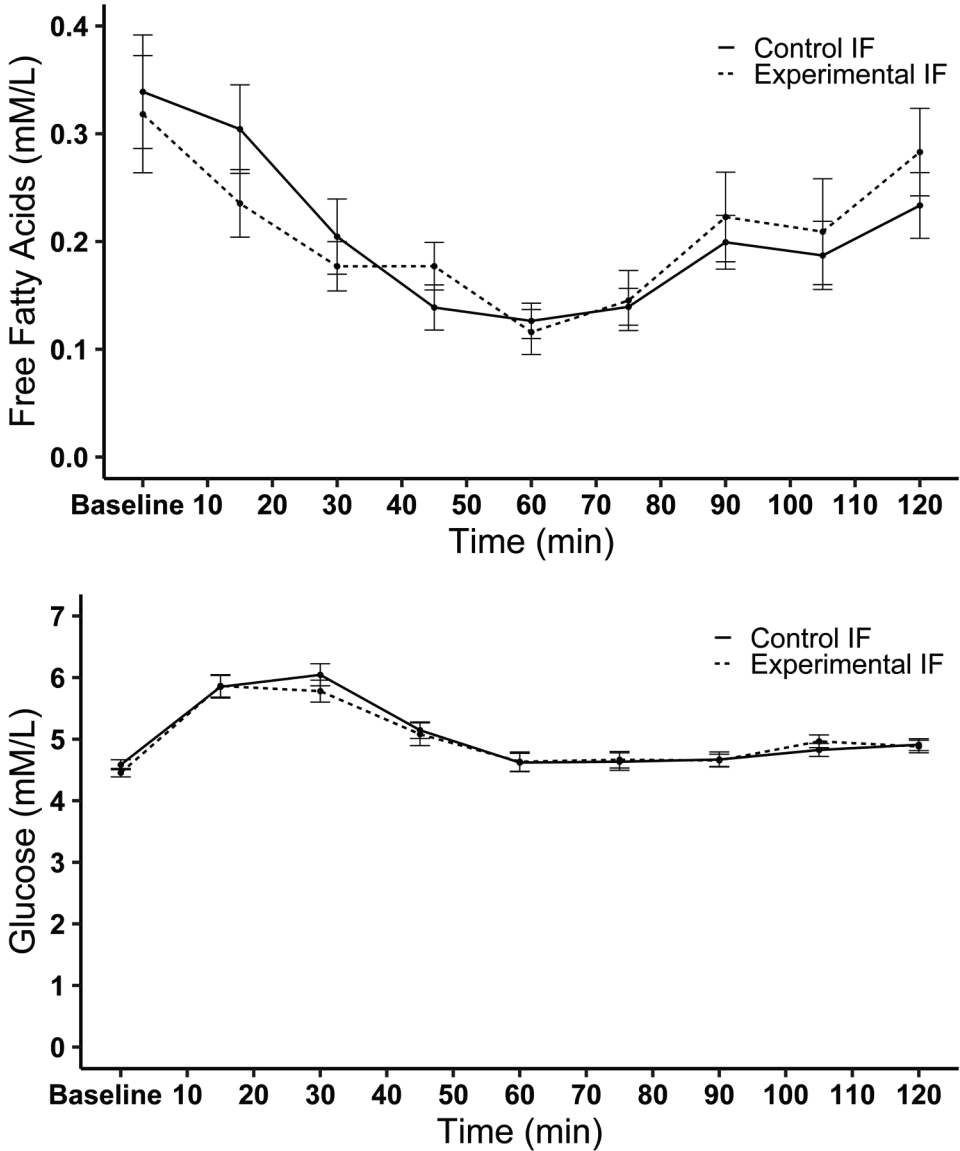 0.4
0.3
0.2
0.1
0.0
Free Fatty Acids (mM/L)
Control IF
Experimental IF
Baseline 10 20 30 40 50 60 70 80 90 100 110 120
Time (min)
7
6
5
4
3
2
1
0
Glucose (mM/L)
Control IF
Experimental IF
Baseline 10 20 30 40 50 60 70 80 90 100 110 120
Time (min)